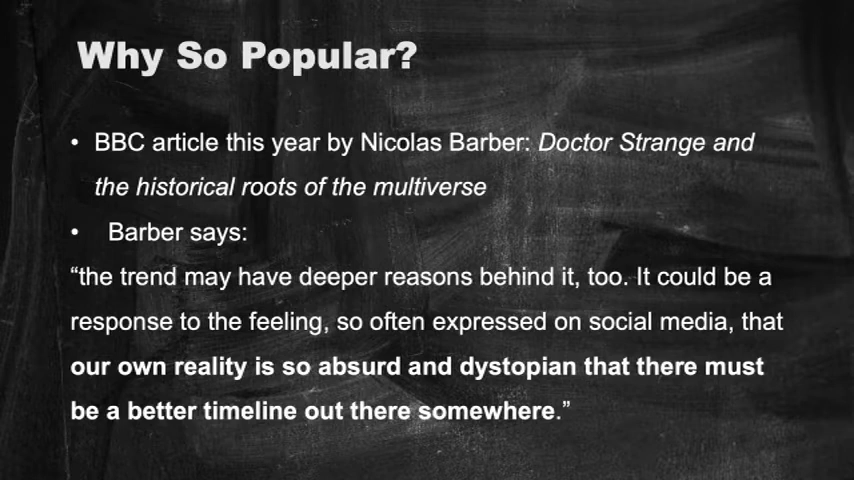 Why So Popular?
• BBC article this year by Nicolas Barber: Doctor Strange and
the historical roots of the multiverse
• Barber says:
“the trend may have deeper reasons behind it, too. It could be a
response to the feeling, so often expressed on social media, that
our own reality is so absurd and dystopian that there must
be a better timeline out there somewhere.”